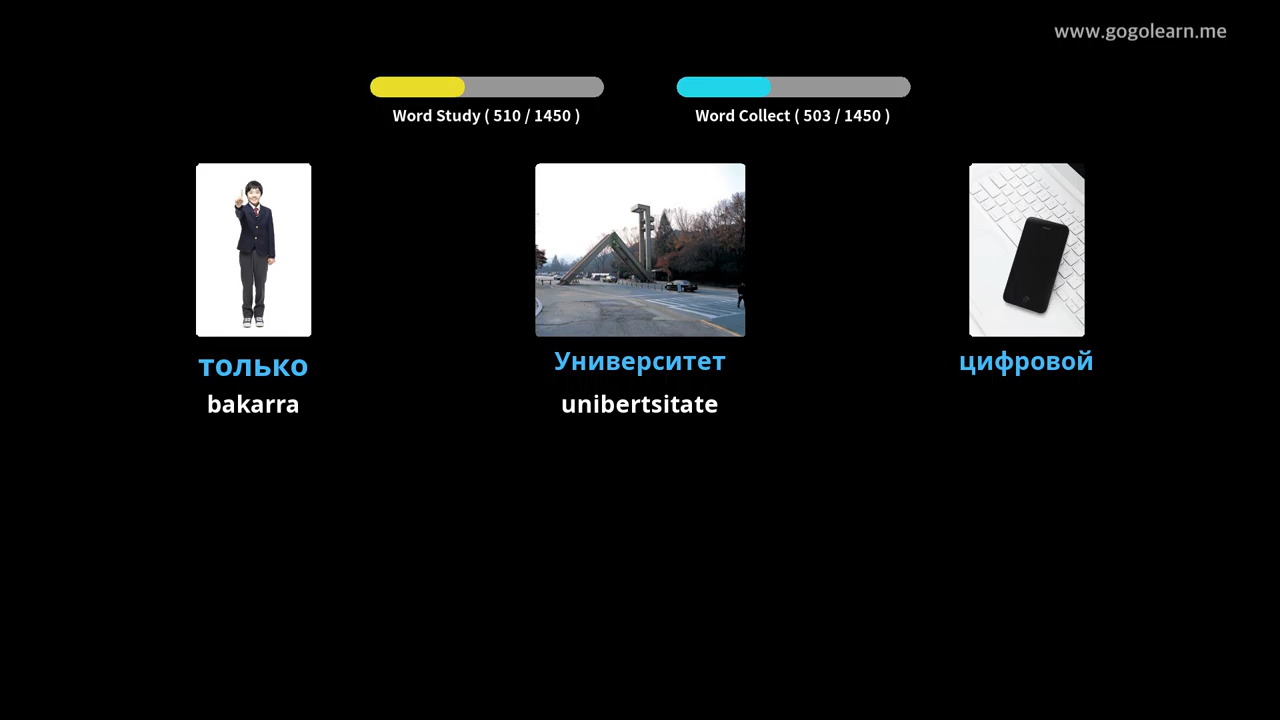 www.gogolearn.me
Word Study ( 510 / 1450 )
Word Collect ( 503 / 1450 )
только
Университет
цифровой
bakarra
unibertsitate